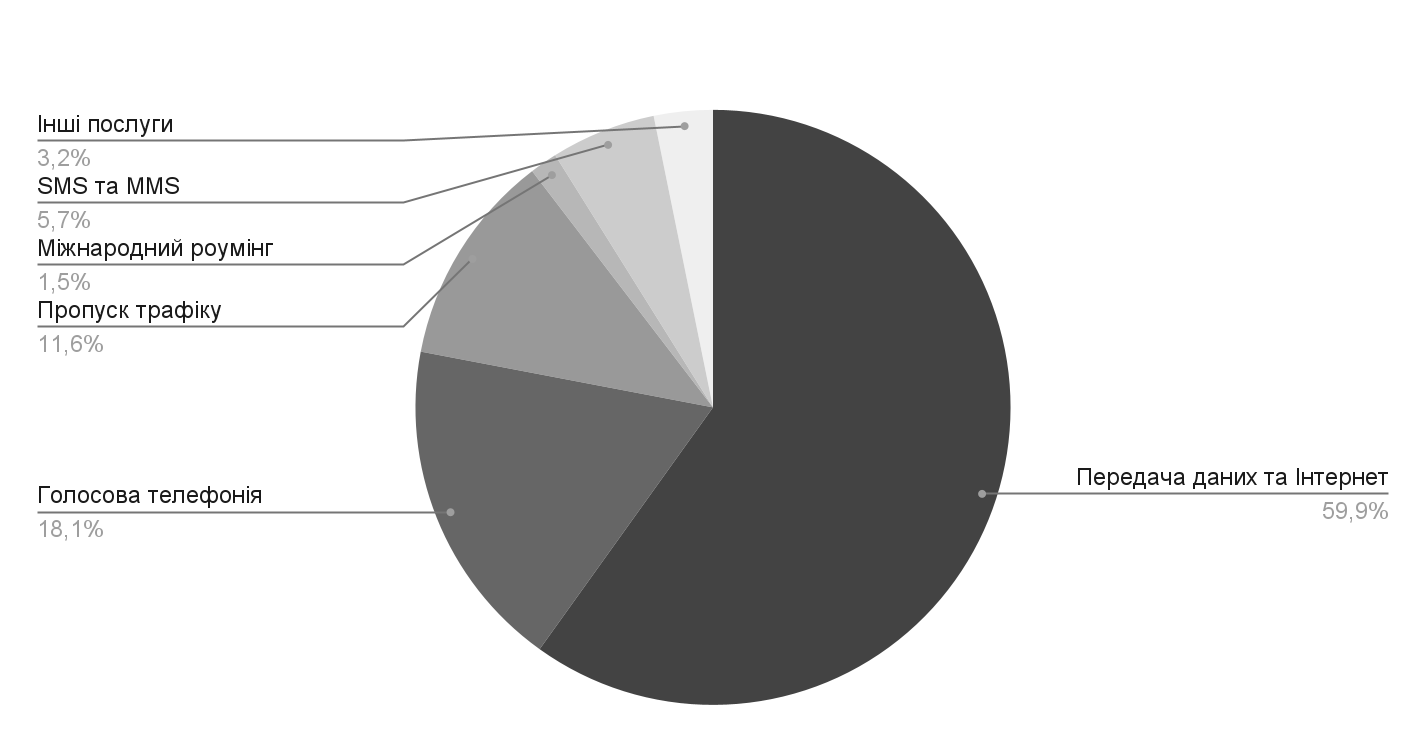 Інші послуги
3,2%
SMS та MMS
5,7%
Міжнародний роумінг
1,5%
Пропуск трафіку
11,6%
Голосова телефонія
18,1%
Передача даних та Інтернет
59,9%